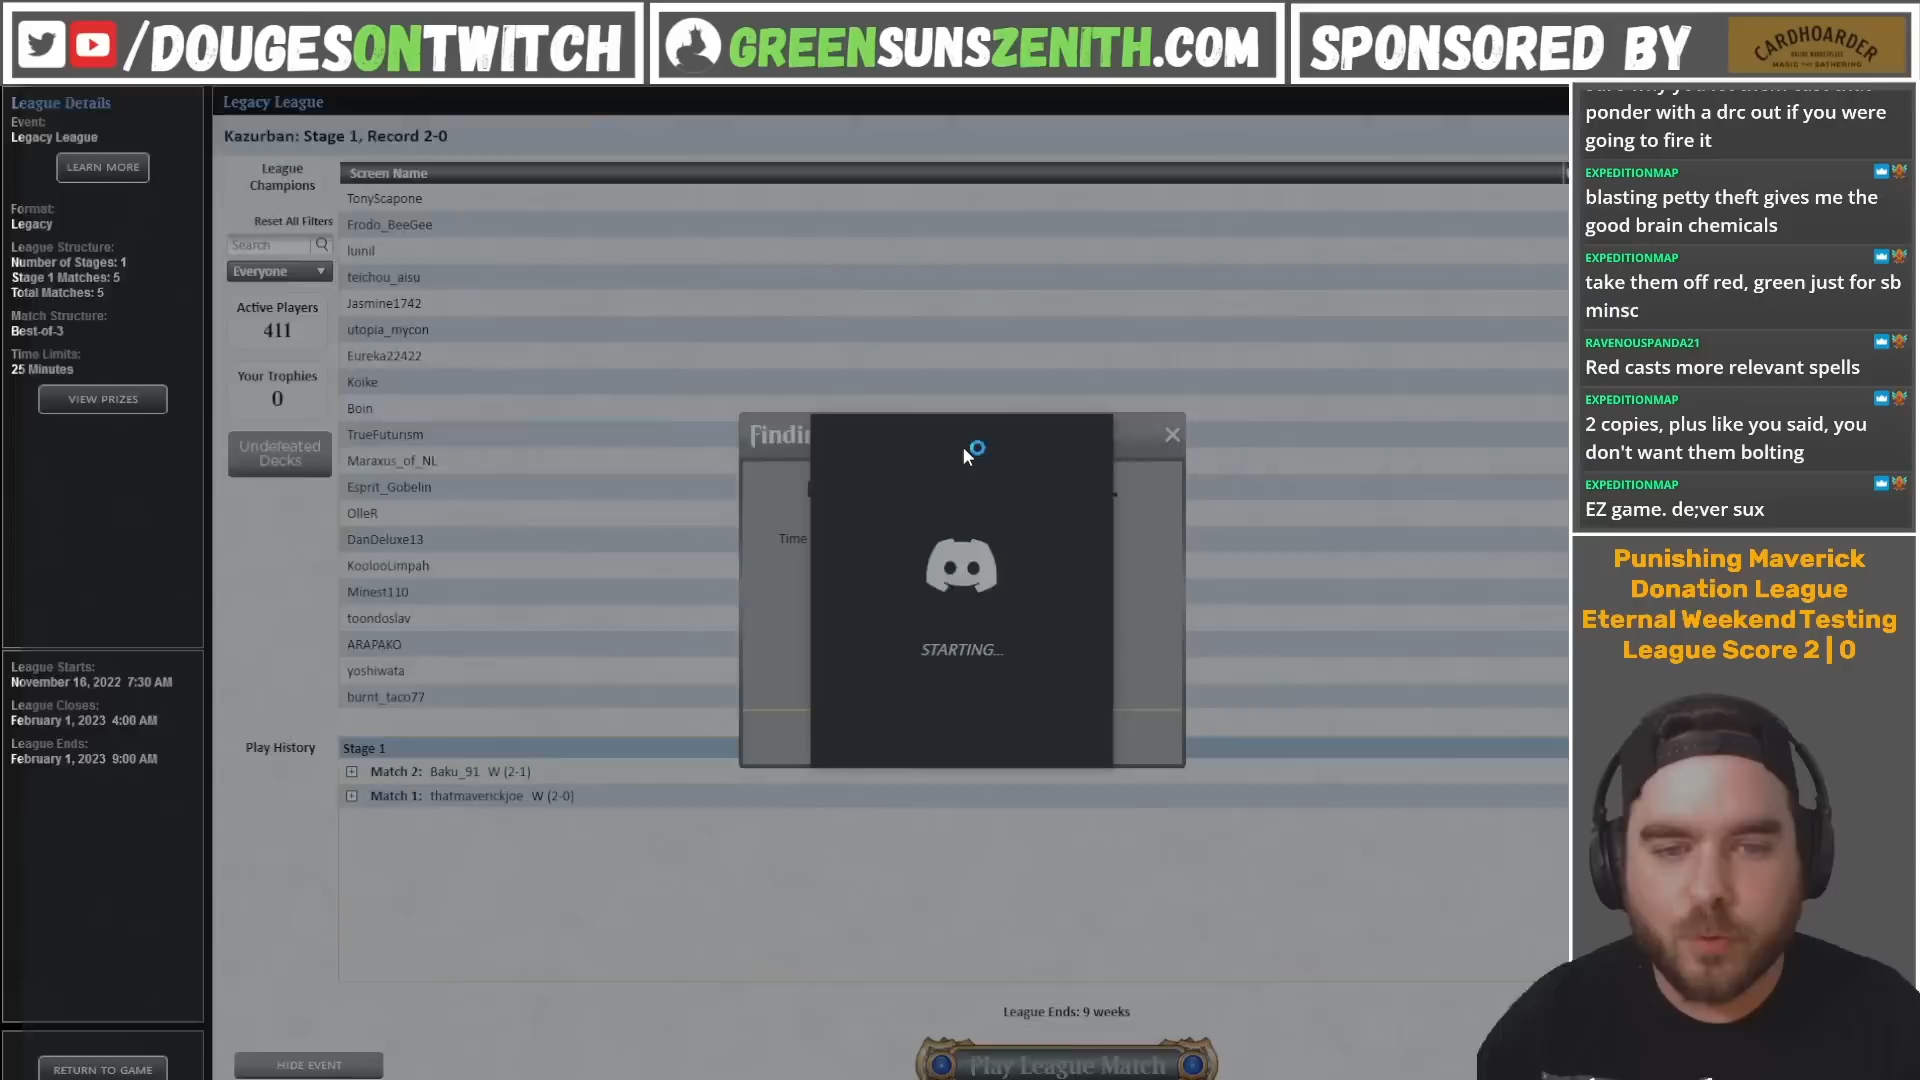 /DOUGESONTWITCH
GREENSUNSZENITH.COM
SPONSORED BY
CARDHOARDER
MAGIC THE GATHERING
League Details
Event:
Legacy League
LEARN MORE
Format:
Legacy
League Structure:
Number of Stages: 1
Stage 1 Matches: 5
Total Matches: 5
Match Structure:
Best-of-3
Time Limits:
25 Minutes
VIEW PRIZES
League Starts:
November 16, 2022 7:30 AM
League Closes:
February 1, 2023 4:00 AM
League Ends:
February 1, 2023 9:00 AM
RETURN TO GAME
Legacy League
Kazurban: Stage 1, Record 2-0
League
Champions
Reset All Filters
Search
Everyone
Active Players
411
Your Trophies
0
Undefeated
Decks
Screen Name
TonyScapone
Frodo_BeeGee
luinil
teichou_aisu
Jasmine1742
utopia_mycon
Eureka22422
Koike
Boin
TrueFuturism
Maraxus_of_NL
Esprit_Gobelin
OlleR
DanDeluxe13
KoolooLimpah
Minest110
toondoslav
ARAPAKO
yoshiwata
burnt_taco77
Play History
Stage 1
Match 2: Baku_91 W (2-1)
Match 1: thatmaverickjoe W (2-0)
Time
STARTING...
League Ends: 9 weeks
HIDE EVENT
Play League Match
ponder with a drc out if you were
going to fire it
EXPEDITIONMAP
blasting petty theft gives me the
good brain chemicals
EXPEDITIONMAP
take them off red, green just for sb
minsc
RAVENOUSPANDA21
Red casts more relevant spells
EXPEDITIONMAP
2 copies, plus like you said, you
don't want them bolting
EXPEDITIONMAP
EZ game. de;ver sux
Punishing Maverick
Donation League
Eternal Weekend Testing
League Score 2 | 0